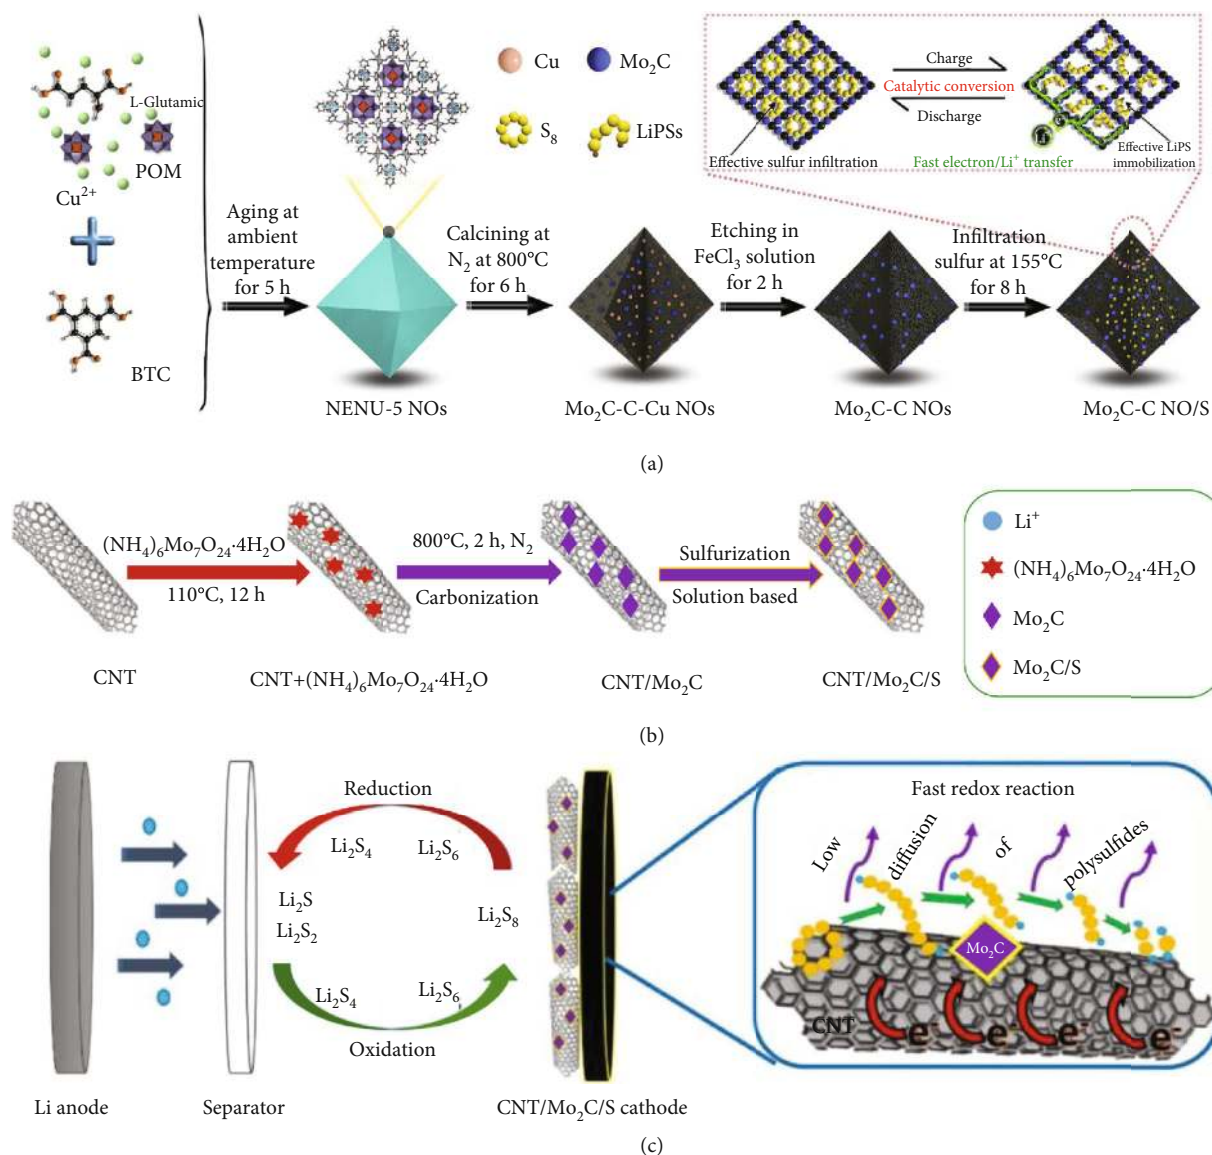 L-Glutamic
POM
Cu²⁺
BTC
Aging at
ambient
temperature
for 5 h
NENU-5 NOs
Cu
Mo₂C
S₈
LiPSs
Calcining at
N₂ at 800°C
for 6 h
Mo₂C-C-Cu NOs
Etching in
FeCl₃ solution
for 2 h
Mo₂C-C NOs
Infiltration
sulfur at 155°C
for 8 h
Mo₂C-C NO/S
Charge
Catalytic conversion
Discharge
Effective sulfur infiltration
Fast electron/Li⁺ transfer
Li⁺
e⁻
Effective LiPS
immobilization
(a)
CNT
(NH₄)₆Mo₇O₂₄·4H₂O
110°C, 12 h
CNT+(NH₄)₆Mo₇O₂₄·4H₂O
800°C, 2 h, N₂
Carbonization
CNT/Mo₂C
Sulfurization
Solution based
CNT/Mo₂C/S
Li⁺
(NH₄)₆Mo₇O₂₄·4H₂O
Mo₂C
Mo₂C/S
(b)
Li anode
Separator
Reduction
Li₂S₄
Li₂S₆
Li₂S
Li₂S₂
Li₂S₈
Li₂S₄
Li₂S₆
Oxidation
CNT/Mo₂C/S cathode
Fast redox reaction
Low diffusion of polysulfides
Mo₂C
CNT
e⁻
e⁻
e⁻
e⁻
(c)